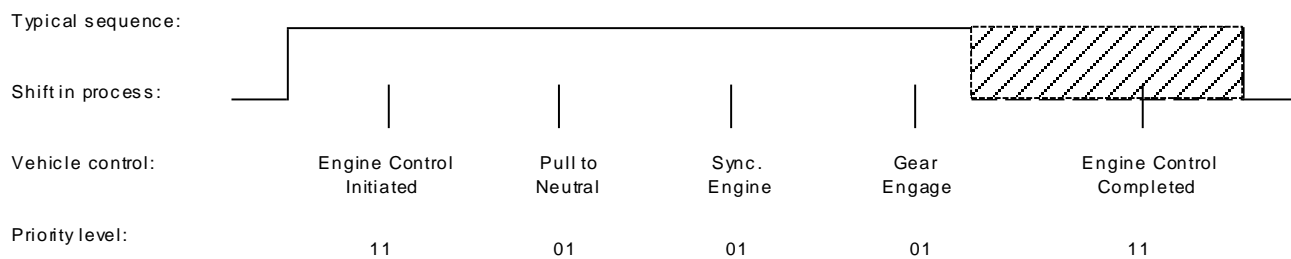 Typical sequence:
Shift in process:
Vehicle control:
Engine Control
Initiated
Pull to
Neutral
Sync.
Engine
Gear
Engage
Engine Control
Completed
Priority level:
11
01
01
01
11